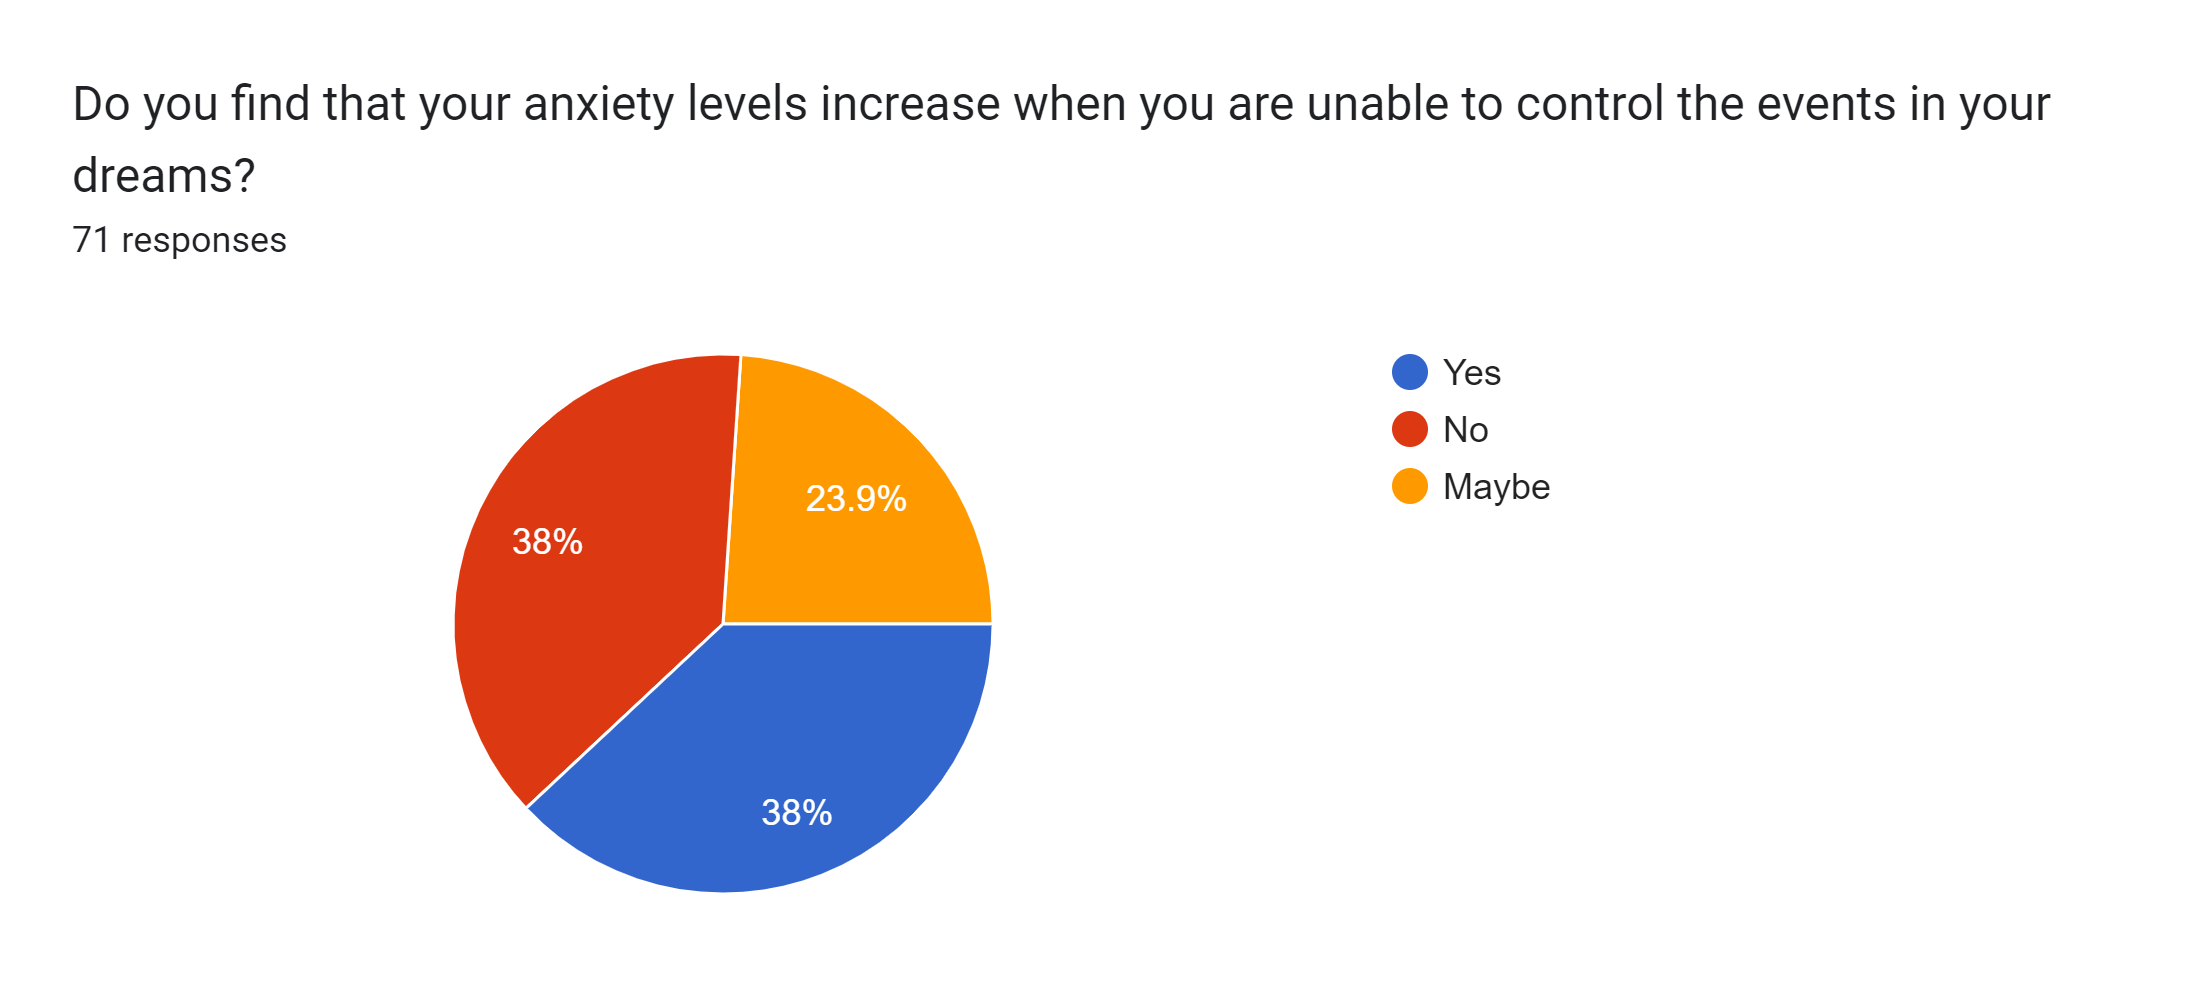 Do you find that your anxiety levels increase when you are unable to control the events in your
dreams?
71 responses
Yes
No
Maybe
23.9%
38%
38%